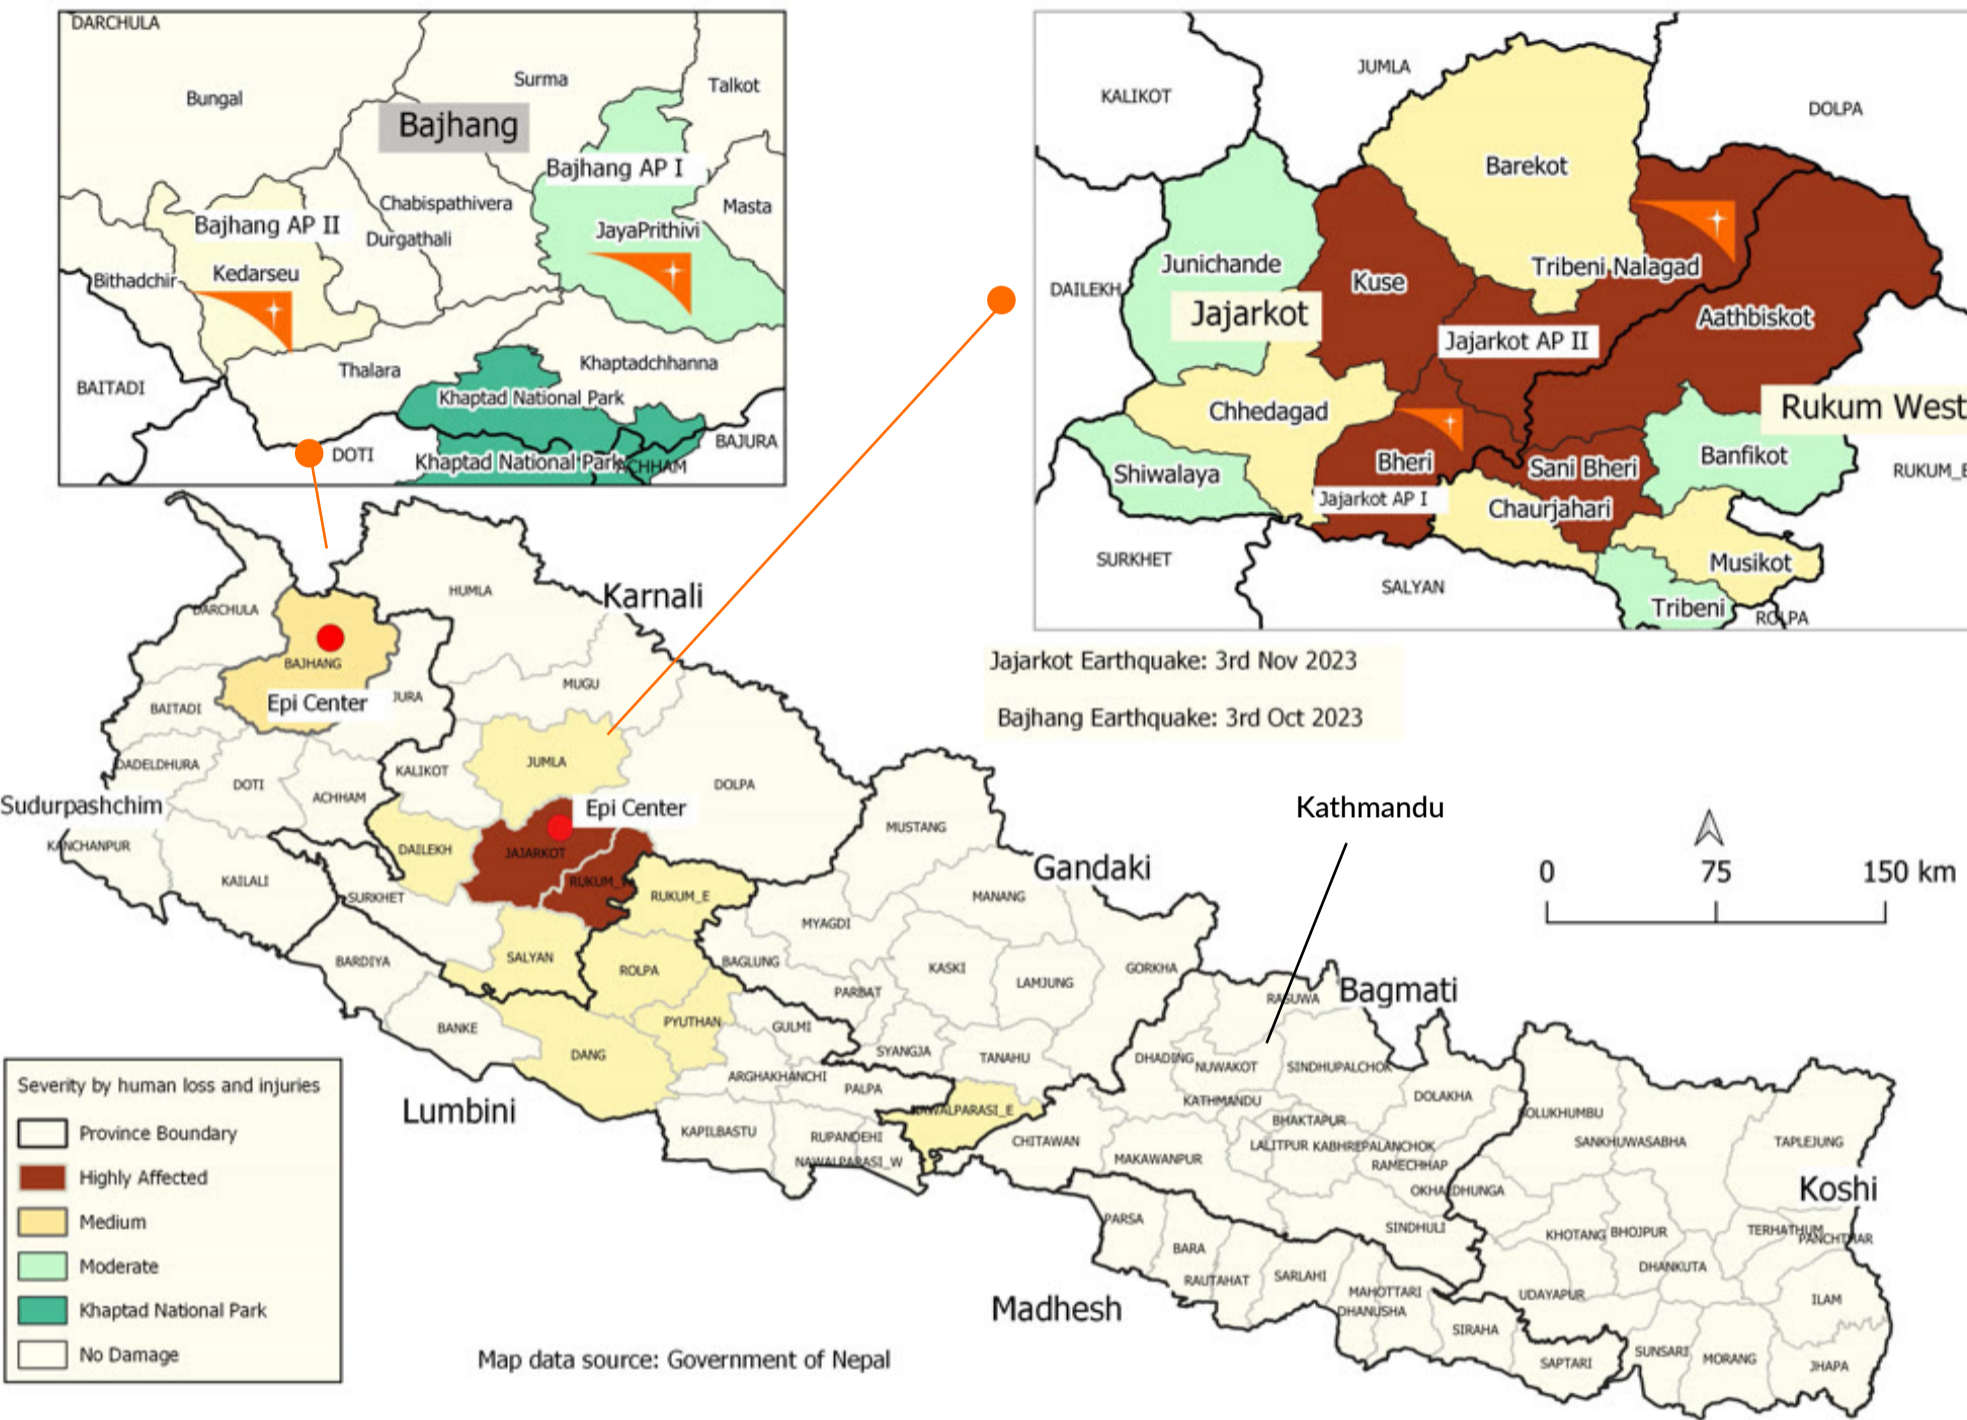 DARCHULA
Surma
Talkot
Bungal
Bajhang
Bajhang AP I
Chabispathivera
Masta
Bajhang AP II
JayaPrithivi
Durgathali
Kedarseu
Bithadchir
Khaptadchhanna
Thalara
BAITADI
Khaptad National Park
BAJURA
DOTI
Khaptad National Park
ACHHAM
JUMLA
KALIKOT
DOLPA
Barekot
Junichande
Tribeni Nalagad
Kuse
DAILEKH
Jajarkot
Aathbiskot
Jajarkot AP II
Chhedagad
Rukum West
Banfikot
Bheri
Sani Bheri
RUKUM_E
Shiwalaya
Jajarkot AP I
Chaurjahari
SURKHET
Musikot
SALYAN
Tribeni
ROLPA
Jajarkot Earthquake: 3rd Nov 2023
Bajhang Earthquake: 3rd Oct 2023
HUMLA
Karnali
DARCHULA
BAJHANG
MUGU
Epi Center
JURA
BAITADI
JUMLA
DADELDHURA
KALIKOT
DOTI
DOLPA
ACHHAM
Sudurpashchim
Epi Center
Kathmandu
MUSTANG
KANCHANPUR
DAILEKH
JAJARKOT
Gandaki
0 75 150 km
KAILALI
RUKUM_W
SURKHET
RUKUM_E
MANANG
MYAGDI
SALYAN
BARDIYA
BAGLUNG
ROLPA
KASKI
GORKHA
LAMJUNG
PARBAT
Bagmati
RASUWA
PYUTHAN
GULMI
BANKE
SYANGJA
DANG
TANAHU
DHADING
NUWAKOT
SINDHUPALCHOK
ARGHAKHANCHI
PALPA
DOLAKHA
KATHMANDU
Lumbini
NAWALPARASI_E
SOLUKHUMBU
BHAKTAPUR
KAPILBASTU
RUPANDEHI
CHITAWAN
LALITPUR
KABHREPALANCHOK
SANKHUWASABHA
TAPLEJUNG
NAWALPARASI_W
MAKAWANPUR
RAMECHHAP
OKHALDHUNGA
Koshi
PARSA
SINDHULI
KHOTANG
BHOJPUR
TERHATHUM
PANCHTHAR
BARA
DHANKUTA
RAUTAHAT
SARLAHI
MAHOTTARI
UDAYAPUR
ILAM
Madhesh
DHANUSHA
SIRAHA
SUNSARI
MORANG
SAPTARI
JHAPA
Severity by human loss and injuries
Province Boundary
Highly Affected
Medium
Moderate
Khaptad National Park
No Damage
Map data source: Government of Nepal